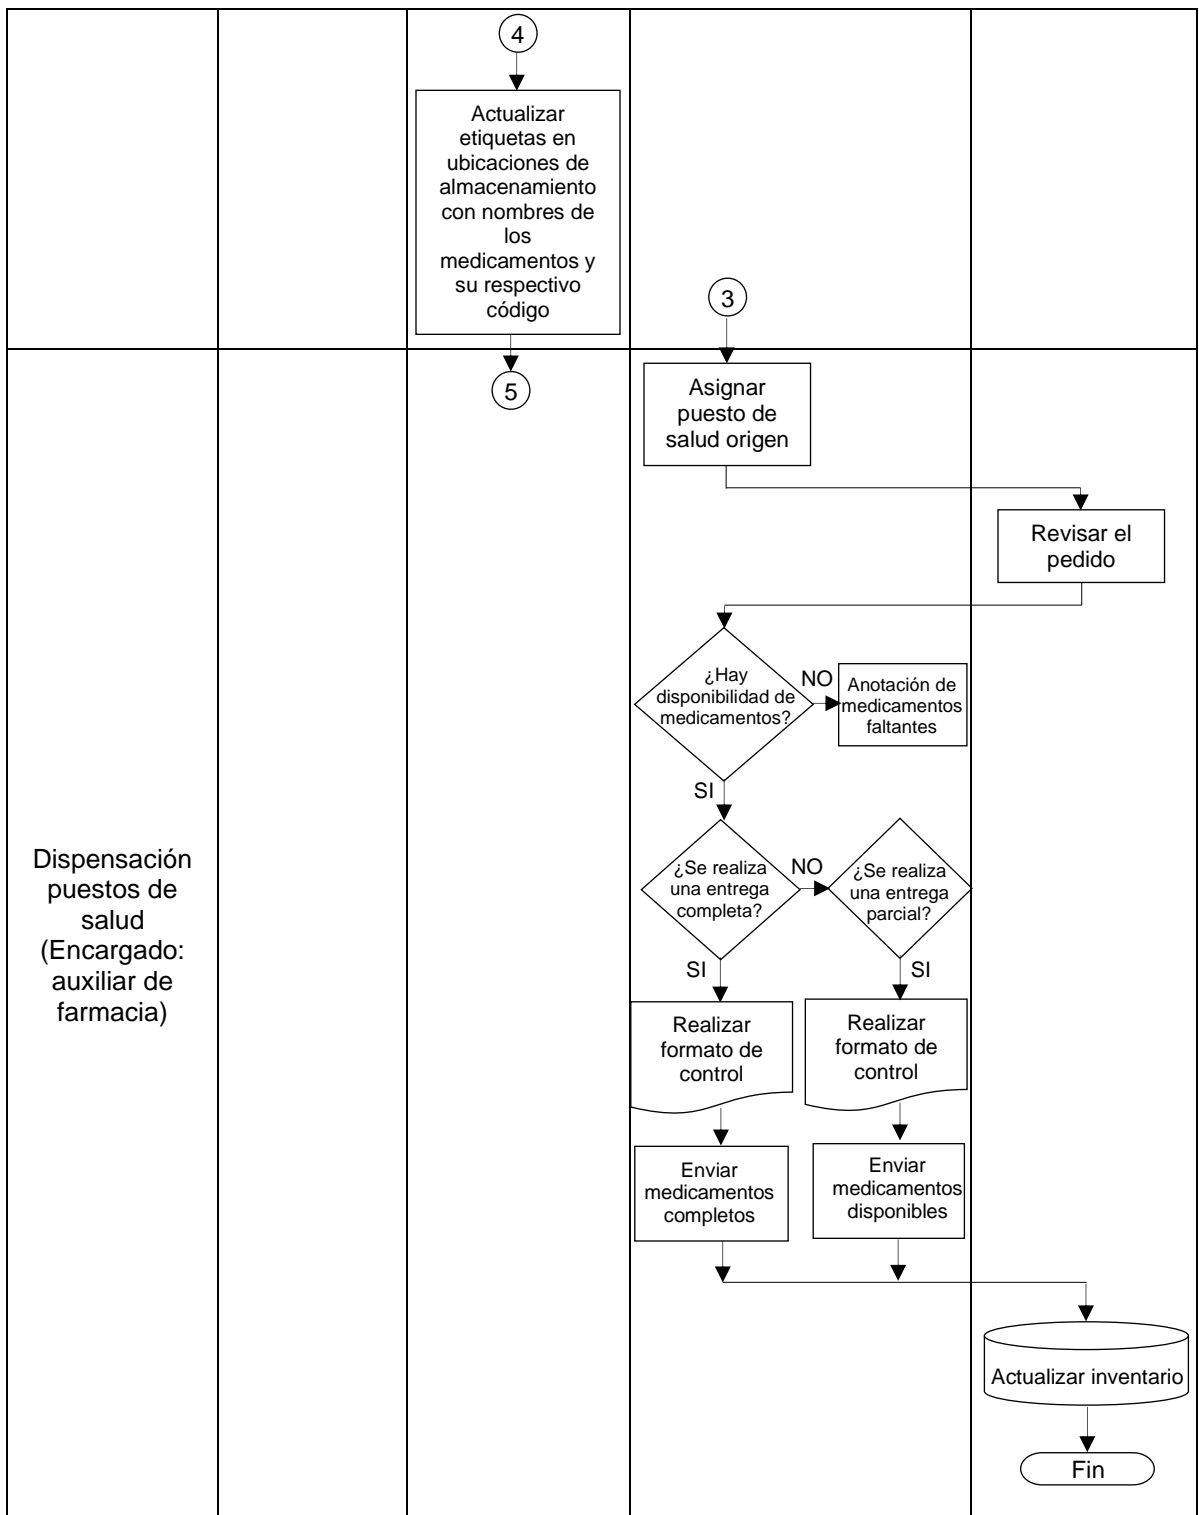 4
Actualizar
etiquetas en
ubicaciones de
almacenamiento
con nombres de
los
medicamentos y
su respectivo
código
3
5
Asignar
puesto de
salud origen
Revisar el
pedido
¿Hay
disponibilidad de
medicamentos?
NO
Anotación de
medicamentos
faltantes
SI
Dispensación
puestos de
salud
(Encargado:
auxiliar de
farmacia)
¿Se realiza
una entrega
completa?
NO
¿Se realiza
una entrega
parcial?
SI
SI
Realizar
formato de
control
Realizar
formato de
control
Enviar
medicamentos
completos
Enviar
medicamentos
disponibles
Actualizar inventario
Fin